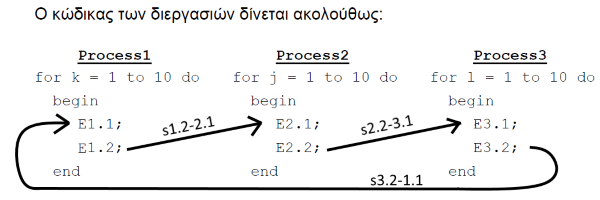 Ο κώδικας των διεργασιών δίνεται ακολούθως:
Process1 Process2 Process3
for k = 1 to 10 do for j = 1 to 10 do for l = 1 to 10 do
begin begin begin
E1.1; s1.2-2.1 E2.1; s2.2-3.1 E3.1;
E1.2; E2.2; E3.2;
end end s3.2-1.1 end